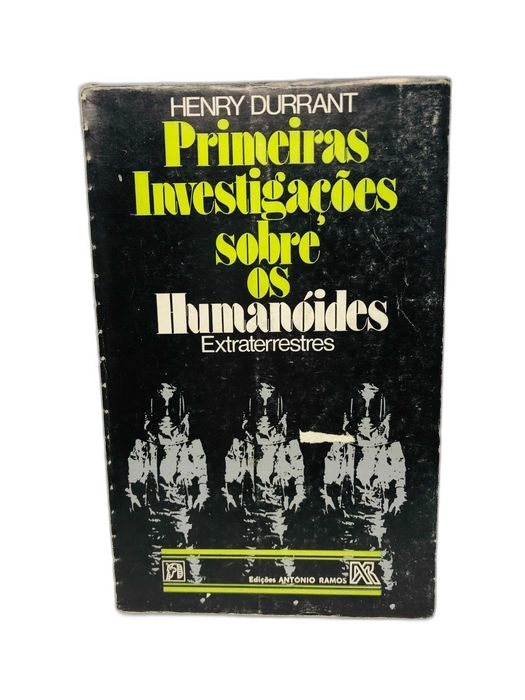 HENRY DURRANT
Primeiras
Investigações
sobre
os
Humanóides
Extraterrestres
Edições ANTÓNIO RAMOS